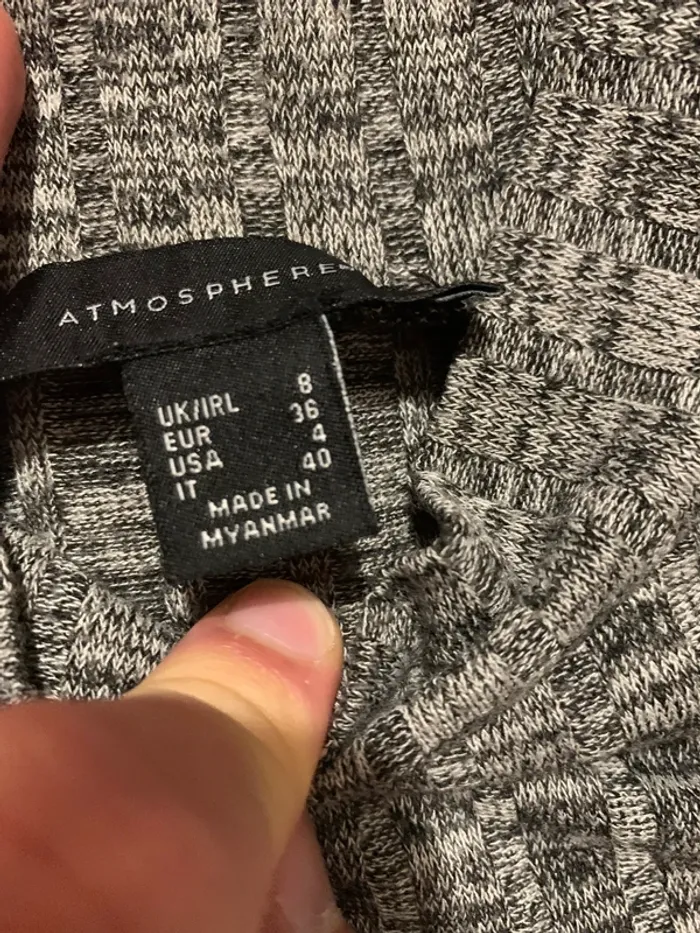 ATMOSPHERE
UK/IRL 8
EUR 36
USA 4
IT 40
MADE IN
MYANMAR